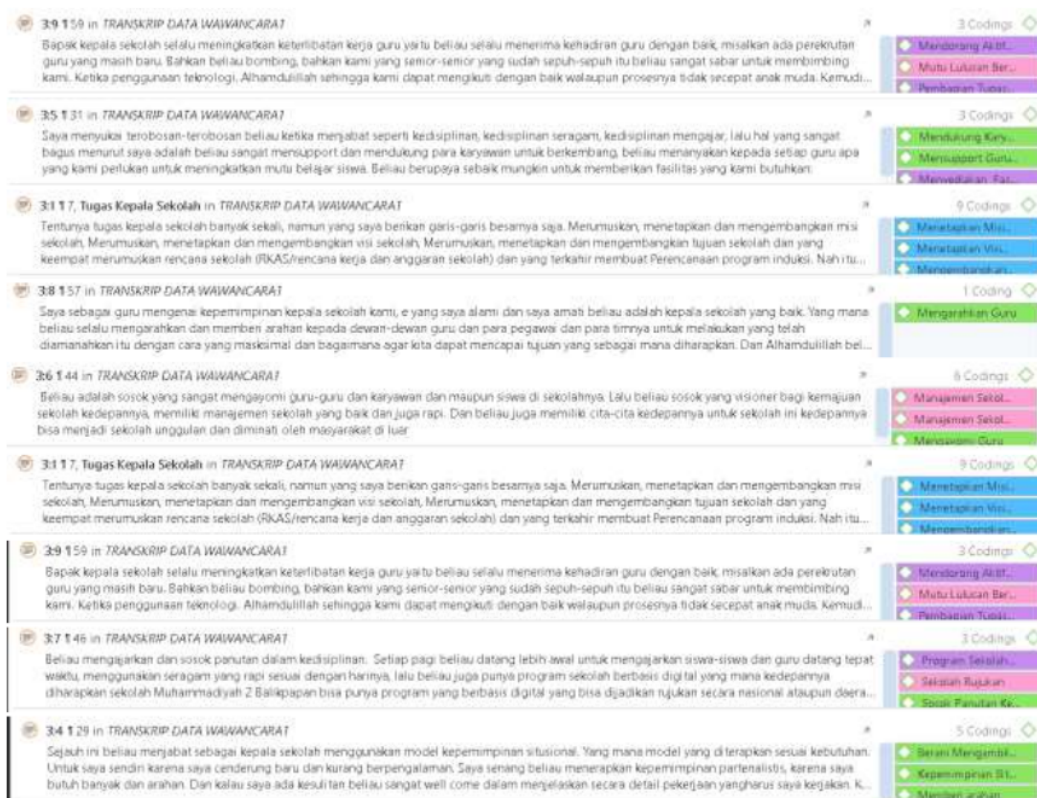 3:9 ¶ 59 in TRANSKRIP DATA WAWANCARA1
3 Codings
Bapak kepala sekolah selalu meningkatkan keterlibatan kerja guru yaitu beliau selalu menerima kehadiran guru dengan baik, misalkan ada perekrutan
guru yang masih baru. Bahkan beliau bombing, bahkan kami yang senior-senior yang sudah sepuh-sepuh itu beliau sangat sabar untuk membimbing
kami. Ketika penggunaan teknologi, Alhamdulillah sehingga kami dapat mengikuti dengan baik walaupun prosesnya tidak secepat anak muda. Kemudi...
Mendorong Aktif...
Mutu Lulusan Ber...
Pembagian Tugas...
3:5 ¶ 31 in TRANSKRIP DATA WAWANCARA1
3 Codings
Saya menyukai terobosan-terobosan beliau ketika menjabat seperti kedisiplinan, kedisiplinan seragam, kedisiplinan mengajar, lalu hal yang sangat
bagus menurut saya adalah beliau sangat mensupport dan mendukung para karyawan untuk berkembang, beliau menanyakan kepada setiap guru apa
yang kami perlukan untuk meningkatkan mutu belajar siswa. Beliau berupaya sebaik mungkin untuk memberikan fasilitas yang kami butuhkan.
Mendukung Kary...
Mensupport Guru...
Menyediakan Fas...
3:1 ¶ 7, Tugas Kepala Sekolah in TRANSKRIP DATA WAWANCARA1
9 Codings
Tentunya tugas kepala sekolah banyak sekali, namun yang saya berikan garis-garis besarnya saja. Merumuskan, menetapkan dan mengembangkan misi
sekolah, Merumuskan, menetapkan dan mengembangkan visi sekolah, Merumuskan, menetapkan dan mengembangkan tujuan sekolah dan yang
keempat merumuskan rencana sekolah (RKAS/rencana kerja dan anggaran sekolah) dan yang terkahir membuat Perencanaan program induksi. Nah itu...
Menetapkan Misi...
Menetapkan Visi...
Mengembangkan...
3:8 ¶ 57 in TRANSKRIP DATA WAWANCARA1
1 Coding
Saya sebagai guru mengenai kepemimpinan kepala sekolah kami, e yang saya alami dan saya amati beliau adalah kepala sekolah yang baik. Yang mana
beliau selalu mengarahkan dan memberi arahan kepada dewan-dewan guru dan para pegawai dan para timnya untuk melakukan yang telah
diamanahkan itu dengan cara yang maksimal dan bagaimana agar kita dapat mencapai tujuan yang sebagai mana diharapkan. Dan Alhamdulillah bel...
Mengarahkan Guru
3:6 ¶ 44 in TRANSKRIP DATA WAWANCARA1
6 Codings
Beliau adalah sosok yang sangat mengayomi guru-guru dan karyawan dan maupun siswa di sekolahnya. Lalu beliau sosok yang visioner bagi kemajuan
sekolah kedepannya, memiliki manajemen sekolah yang baik dan juga rapi. Dan beliau juga memiliki cita-cita kedepannya untuk sekolah ini kedepannya
bisa menjadi sekolah unggulan dan diminati oleh masyarakat di luar
Manajemen Sekol...
Manajemen Sekol...
Mengayomi Guru
3:1 ¶ 7, Tugas Kepala Sekolah in TRANSKRIP DATA WAWANCARA1
9 Codings
Tentunya tugas kepala sekolah banyak sekali, namun yang saya berikan garis-garis besarnya saja. Merumuskan, menetapkan dan mengembangkan misi
sekolah, Merumuskan, menetapkan dan mengembangkan visi sekolah, Merumuskan, menetapkan dan mengembangkan tujuan sekolah dan yang
keempat merumuskan rencana sekolah (RKAS/rencana kerja dan anggaran sekolah) dan yang terkahir membuat Perencanaan program induksi. Nah itu...
Menetapkan Misi...
Menetapkan Visi...
Mengembangkan...
3:9 ¶ 59 in TRANSKRIP DATA WAWANCARA1
3 Codings
Bapak kepala sekolah selalu meningkatkan keterlibatan kerja guru yaitu beliau selalu menerima kehadiran guru dengan baik, misalkan ada perekrutan
guru yang masih baru. Bahkan beliau bombing, bahkan kami yang senior-senior yang sudah sepuh-sepuh itu beliau sangat sabar untuk membimbing
kami. Ketika penggunaan teknologi, Alhamdulillah sehingga kami dapat mengikuti dengan baik walaupun prosesnya tidak secepat anak muda. Kemudi...
Mendorong Aktif...
Mutu Lulusan Ber...
Pembagian Tugas...
3:7 ¶ 46 in TRANSKRIP DATA WAWANCARA1
3 Codings
Beliau mengajarkan dan sosok panutan dalam kedisiplinan. Setiap pagi beliau datang lebih awal untuk mengajarkan siswa-siswa dan guru datang tepat
waktu, menggunakan seragam yang rapi sesuai dengan harinya, lalu beliau juga punya program sekolah berbasis digital yang mana kedepannya
diharapkan sekolah Muhammadiyah 2 Balikpapan bisa punya program yang berbasis digital yang bisa dijadikan rujukan secara nasional ataupun daera...
Program Sekolah...
Sekolah Rujukan
Sosok Panutan Ke...
3:4 ¶ 29 in TRANSKRIP DATA WAWANCARA1
5 Codings
Sejauh ini beliau menjabat sebagai kepala sekolah menggunakan model kepemimpinan situsional. Yang mana model yang diterapkan sesuai kebutuhan.
Untuk saya sendiri karena saya cenderung baru dan kurang berpengalaman. Saya senang beliau menerapkan kepemimpinan partenalistis, karena saya
butuh banyak dan arahan. Dan kalau saya ada kesulitan beliau sangat well come dalam menjelaskan secara detail pekerjaan yangharus saya kerjakan. K...
Berani Mengambil...
Kepemimpinan Sit...
Memberi arahan